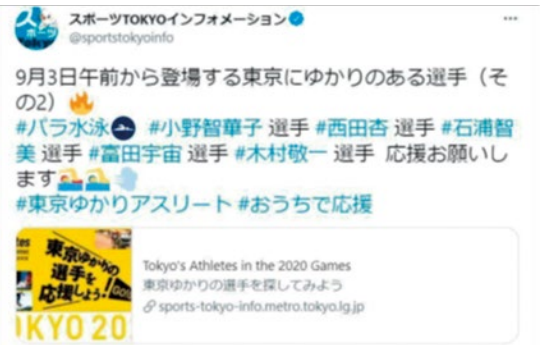 スポーツTOKYOインフォメーション
@sportstokyoinfo
9月3日午前から登場する東京にゆかりのある選手（そ
の2）🔥
#パラ水泳 #小野智華子 選手 #西田杏 選手 #石浦智
美 選手 #富田宇宙 選手 #木村敬一 選手 応援お願いし
ます🏊🏊💨
#東京ゆかりアスリート #おうちで応援
東京ゆかりの
選手を
応援しよう！
GO!
OKYO 20
Tokyo's Athletes in the 2020 Games
東京ゆかりの選手を探してみよう
sports-tokyo-info.metro.tokyo.lg.jp